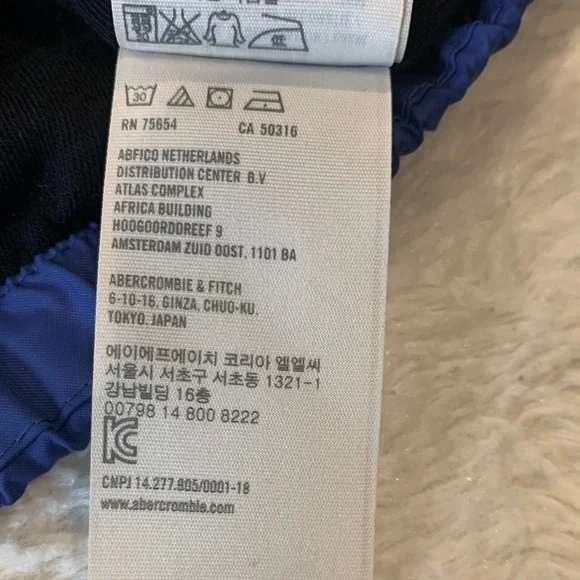 30
RN 75654 CA 50316
ABFICO NETHERLANDS
DISTRIBUTION CENTER B.V.
ATLAS COMPLEX
AFRICA BUILDING
HOOGOORDDREEF 9
AMSTERDAM ZUID OOST, 1101 BA
ABERCROMBIE & FITCH
6-10-16, GINZA, CHUO-KU,
TOKYO, JAPAN
에이에프에이치 코리아 엘엘씨
서울시 서초구 서초동 1321-1
강남빌딩 16층
00798 14 800 8222
CNPJ 14.277.905/0001-18
www.abercrombie.com